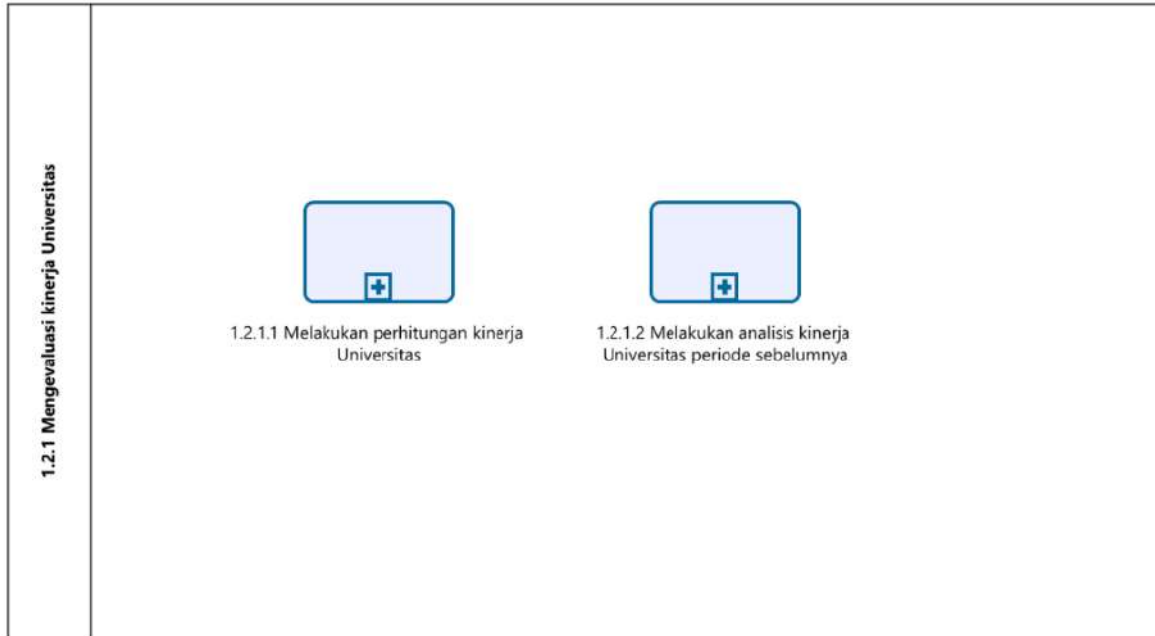 1.2.1 Mengevaluasi kinerja Universitas
1.2.1.1 Melakukan perhitungan kinerja
Universitas
1.2.1.2 Melakukan analisis kinerja
Universitas periode sebelumnya